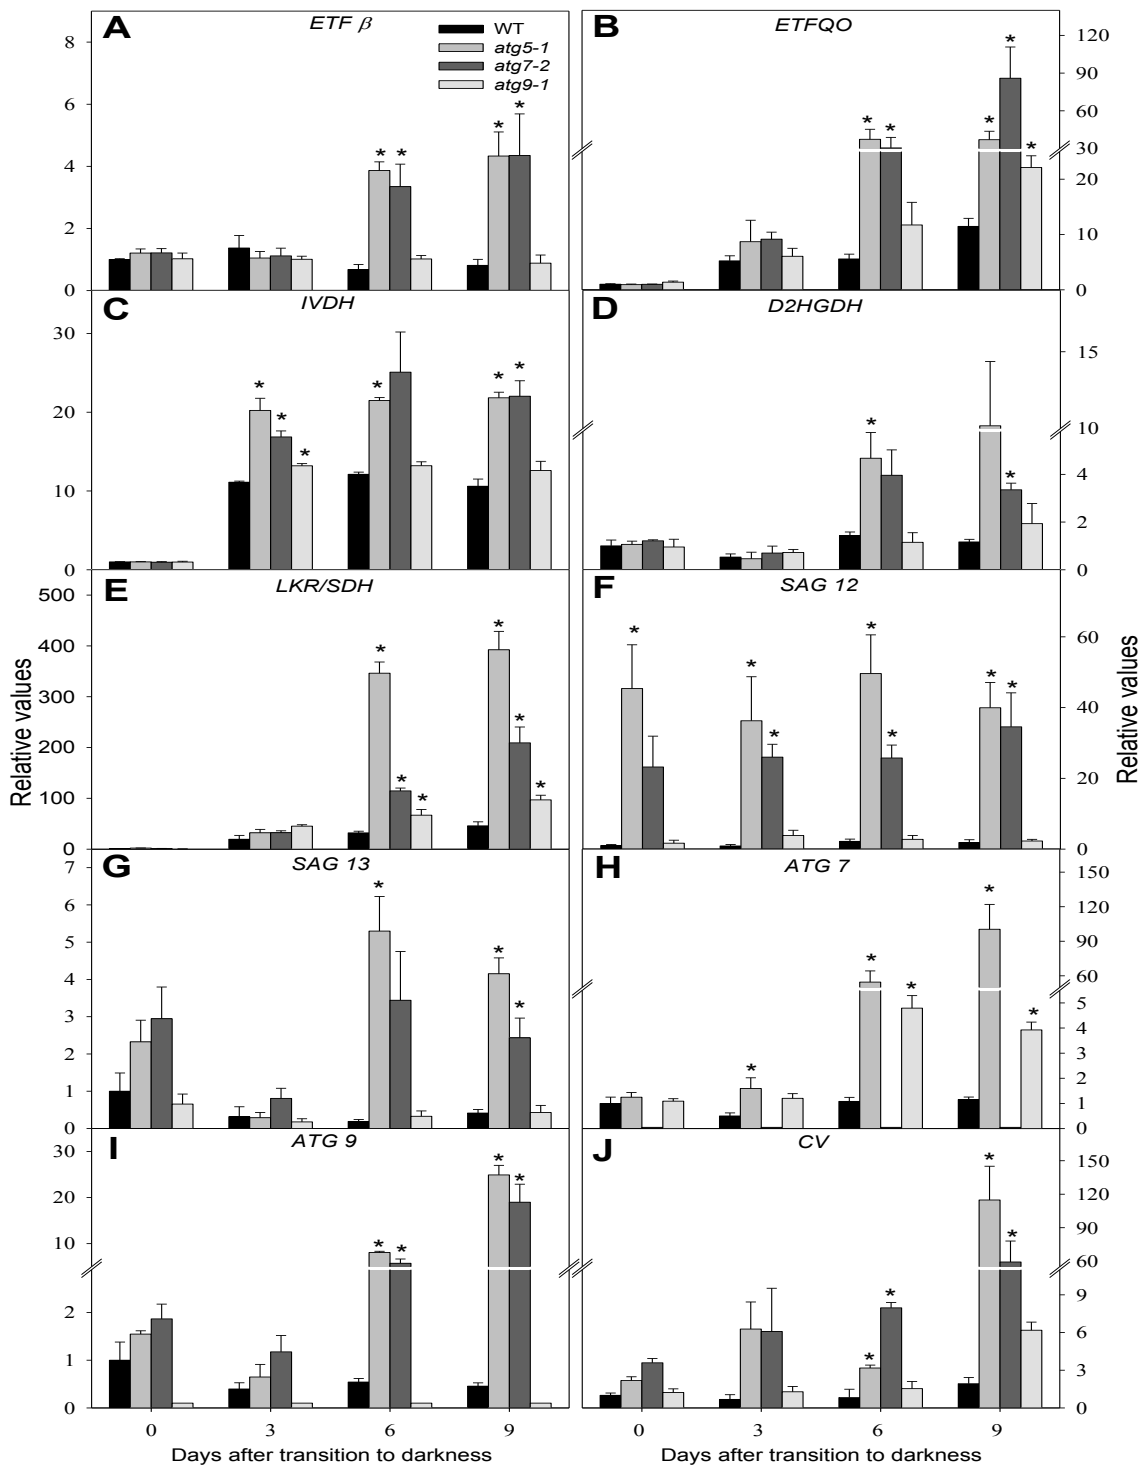 A ETF β
WT
atg5-1
atg7-2
atg9-1
8
6
4
2
0
B ETFQO
120
90
60
30
20
10
0
* * * * * * * * *
C IVDH
30
20
10
0
* * * * * *
D D2HGDH
15
10
4
2
0
* *
E LKR/SDH
500
400
300
200
100
0
* * * * * *
F SAG 12
60
40
20
0
* * * * * * *
G SAG 13
7
6
5
4
3
2
1
0
* * *
H ATG 7
150
120
90
60
5
4
3
2
1
0
* * * * *
I ATG 9
30
20
10
2
1
0
* * * *
J CV
150
120
90
60
9
6
3
0
* * * *
Relative values
Relative values
0 3 6 9
0 3 6 9
Days after transition to darkness
Days after transition to darkness